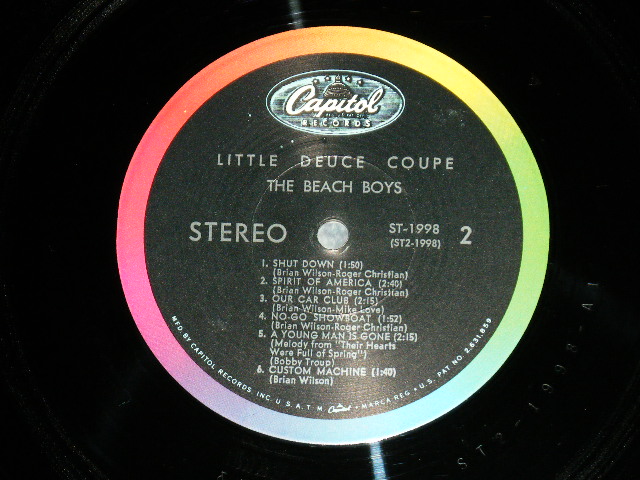 Capitol
RECORDS
LITTLE DEUCE COUPE
THE BEACH BOYS
STEREO
ST-1998
(ST2-1998)
2
1. SHUT DOWN (1:50)
(Brian Wilson-Roger Christian)
2. SPIRIT OF AMERICA (2:40)
(Brian Wilson-Roger Christian)
3. OUR CAR CLUB (2:15)
(Brian Wilson-Mike Love)
4. NO-GO SHOWBOAT (1:52)
(Brian Wilson-Roger Christian)
5. A YOUNG MAN IS GONE (2:15)
(Melody from "Their Hearts
Were Full of Spring")
(Bobby Troup)
6. CUSTOM MACHINE (1:40)
(Brian Wilson)
MFD. BY CAPITOL RECORDS, INC. U.S.A. T.M. Capitol MARCA REG. • U.S. PAT. NO. 2,631,859